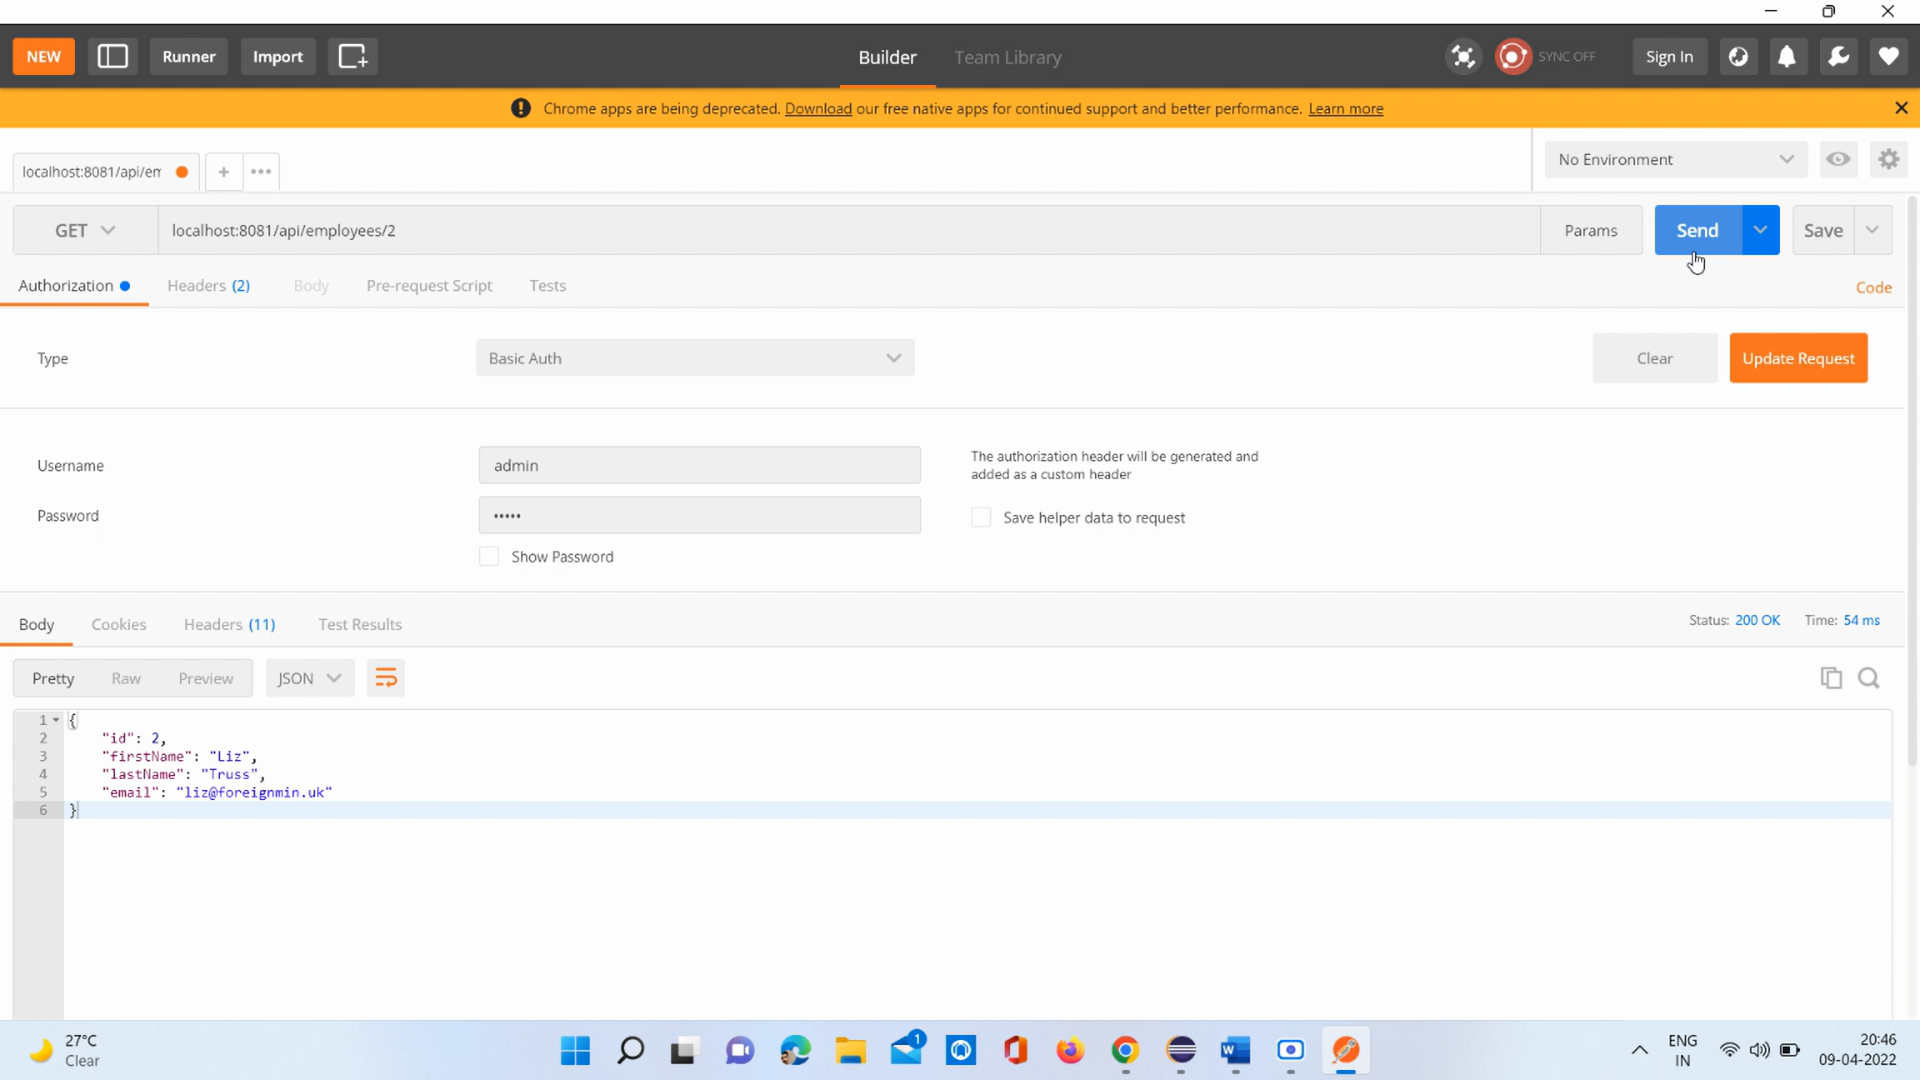 NEW Runner Import Builder Team Library SYNC OFF Sign In
Chrome apps are being deprecated. Download our free native apps for continued support and better performance. Learn more
localhost:8081/api/em + ••• No Environment
GET localhost:8081/api/employees/2 Params Send Save
Authorization Headers (2) Body Pre-request Script Tests Code
Type Basic Auth Clear Update Request
Username admin The authorization header will be generated and
added as a custom header
Password ••••• Save helper data to request
Show Password
Body Cookies Headers (11) Test Results Status: 200 OK Time: 54 ms
Pretty Raw Preview JSON
1 {
2 "id": 2,
3 "firstName": "Liz",
4 "lastName": "Truss",
5 "email": "liz@foreignmin.uk"
6 }
27°C ENG 20:46
Clear 1 IN 09-04-2022